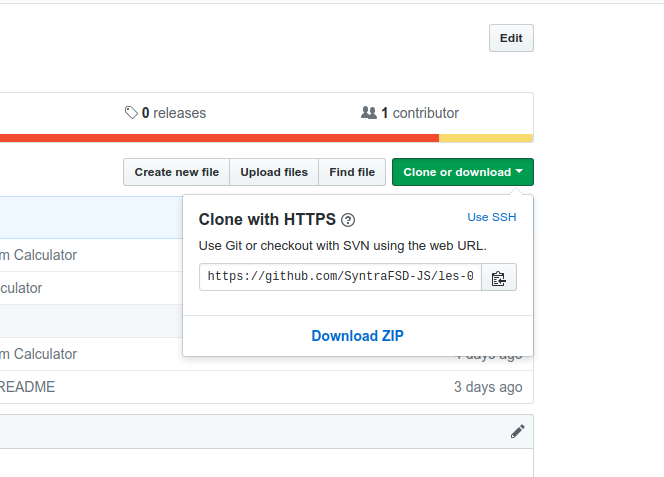 Edit
0 releases
1 contributor
Create new file
Upload files
Find file
Clone or download
Clone with HTTPS
Use SSH
Use Git or checkout with SVN using the web URL.
https://github.com/SyntraFSD-JS/les-0
Download ZIP
m Calculator
culator
m Calculator
4 days ago
README
3 days ago